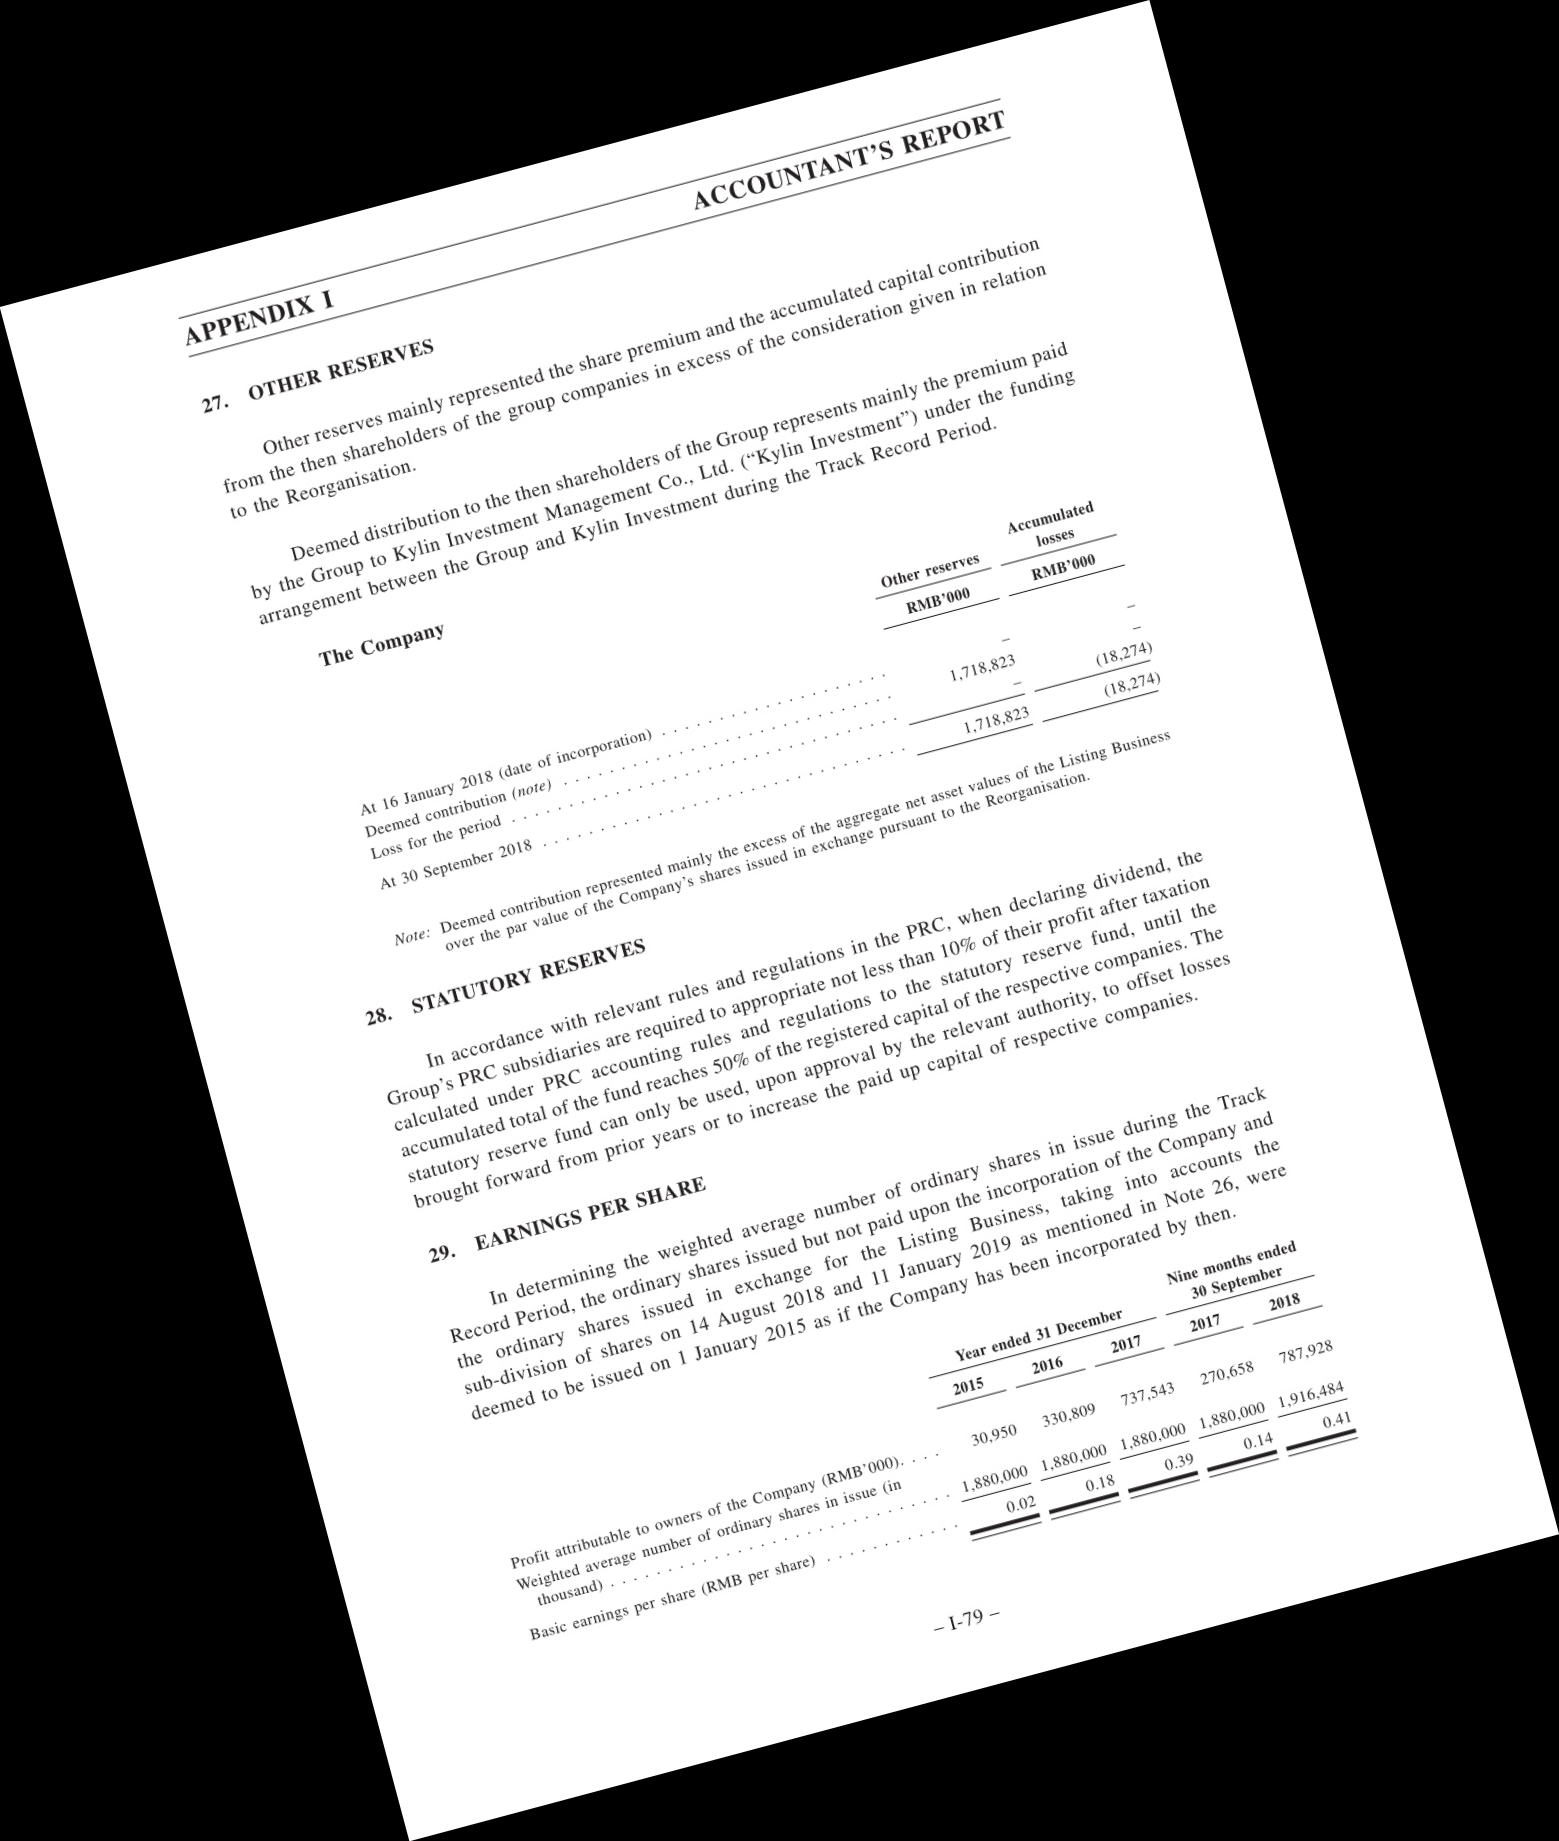 APPENDIX I ACCOUNTANT’S REPORT
27. OTHER RESERVES
Other reserves mainly represented the share premium and the accumulated capital contribution
from the then shareholders of the group companies in excess of the consideration given in relation
to the Reorganisation.
Deemed distribution to the then shareholders of the Group represents mainly the premium paid
by the Group to Kylin Investment Management Co., Ltd. (“Kylin Investment”) under the funding
arrangement between the Group and Kylin Investment during the Track Record Period.
The Company
Other reserves Accumulated losses
RMB’000 RMB’000
At 16 January 2018 (date of incorporation) . . . . . . . . . . . . . . . . . . . . – –
Deemed contribution (note) . . . . . . . . . . . . . . . . . . . . . . . . . . . . . 1,718,823 –
Loss for the period . . . . . . . . . . . . . . . . . . . . . . . . . . . . . . . . . . – (18,274)
At 30 September 2018 . . . . . . . . . . . . . . . . . . . . . . . . . . . . . . . . 1,718,823 (18,274)
Note: Deemed contribution represented mainly the excess of the aggregate net asset values of the Listing Business
over the par value of the Company’s shares issued in exchange pursuant to the Reorganisation.
28. STATUTORY RESERVES
In accordance with relevant rules and regulations in the PRC, when declaring dividend, the
Group’s PRC subsidiaries are required to appropriate not less than 10% of their profit after taxation
calculated under PRC accounting rules and regulations to the statutory reserve fund, until the
accumulated total of the fund reaches 50% of the registered capital of the respective companies. The
statutory reserve fund can only be used, upon approval by the relevant authority, to offset losses
brought forward from prior years or to increase the paid up capital of respective companies.
29. EARNINGS PER SHARE
In determining the weighted average number of ordinary shares in issue during the Track
Record Period, the ordinary shares issued but not paid upon the incorporation of the Company and
the ordinary shares issued in exchange for the Listing Business, taking into accounts the
sub-division of shares on 14 August 2018 and 11 January 2019 as mentioned in Note 26, were
deemed to be issued on 1 January 2015 as if the Company has been incorporated by then.
Year ended 31 December Nine months ended 30 September
2015 2016 2017 2017 2018
Profit attributable to owners of the Company (RMB’000). . . . 30,950 330,809 737,543 270,658 787,928
Weighted average number of ordinary shares in issue (in
thousand) . . . . . . . . . . . . . . . . . . . . . . . . . . . . . . 1,880,000 1,880,000 1,880,000 1,880,000 1,916,484
Basic earnings per share (RMB per share) . . . . . . . . . . . . 0.02 0.18 0.39 0.14 0.41
– I-79 –